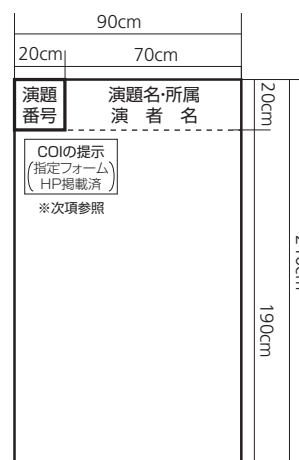 90cm
20cm
70cm
演題
番号
演題名・所属
演 者 名
20cm
COIの提示
(指定フォーム
HP掲載済)
※次項参照
190cm